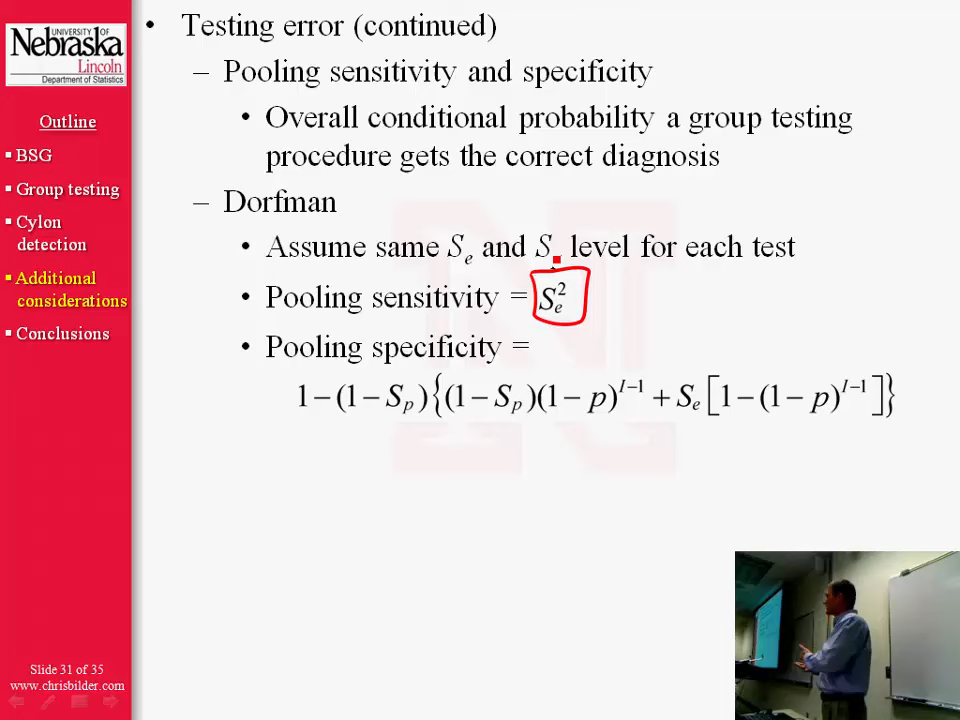 UNIVERSITY OF
Nebraska
Lincoln
Department of Statistics
Outline
▪ BSG
▪ Group testing
▪ Cylon
detection
▪ Additional
considerations
▪ Conclusions
Slide 31 of 35
www.chrisbilder.com
• Testing error (continued)
– Pooling sensitivity and specificity
• Overall conditional probability a group testing
procedure gets the correct diagnosis
– Dorfman
• Assume same Sₑ and S level for each test
• Pooling sensitivity = Sₑ²
• Pooling specificity =
1 − (1 − Sₚ){(1 − Sₚ)(1 − p)^{I−1} + Sₑ[1 − (1 − p)^{I−1}]}